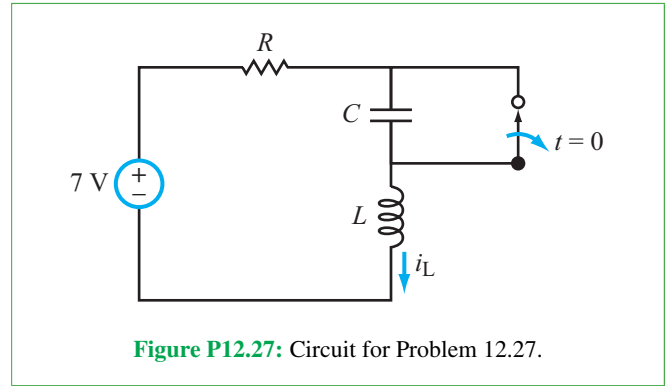 R
C
t = 0
7 V
+
−
L
iL
Figure P12.27: Circuit for Problem 12.27.